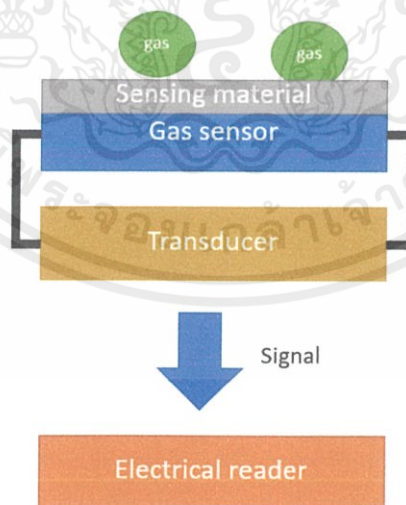 gas
gas
Sensing material
Gas sensor
Transducer
Signal
Electrical reader